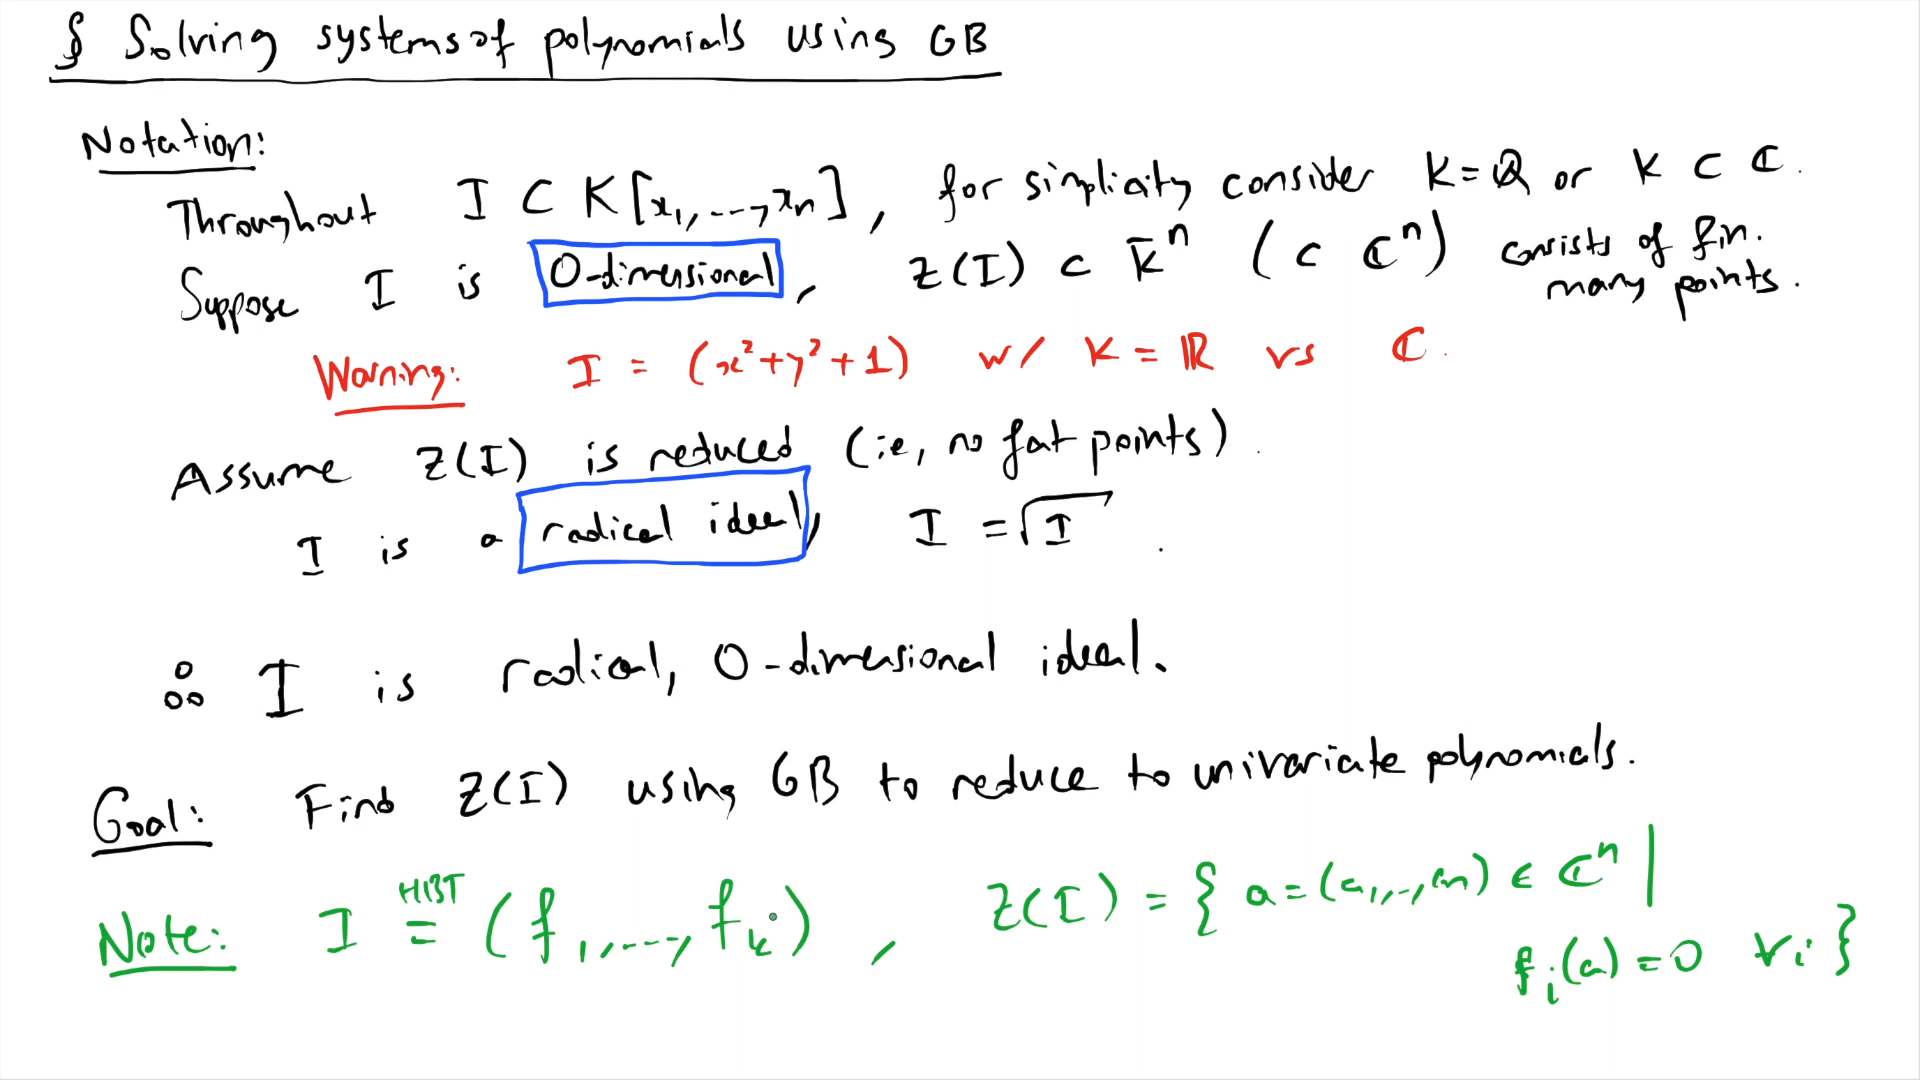 § Solving systems of polynomials using GB
Notation:
Throughout I ⊂ K[x₁,...,xₙ], for simplicity consider K=ℚ or K ⊂ ℂ.
Suppose I is 0-dimensional, Z(I) ⊂ K̄ⁿ (⊂ ℂⁿ) consists of fin. many points.
Warning: I = (x²+y²+1) w/ K = ℝ vs ℂ.
Assume Z(I) is reduced (ie, no fat points).
I is a radical ideal, I = √I.
∴ I is radical, 0-dimensional ideal.
Goal: Find Z(I) using GB to reduce to univariate polynomials.
Note: I = (f₁,...,fₖ), Z(I) = { a=(a₁,..,aₙ) ∈ ℂⁿ |
HBT
fᵢ(a)=0 ∀i }